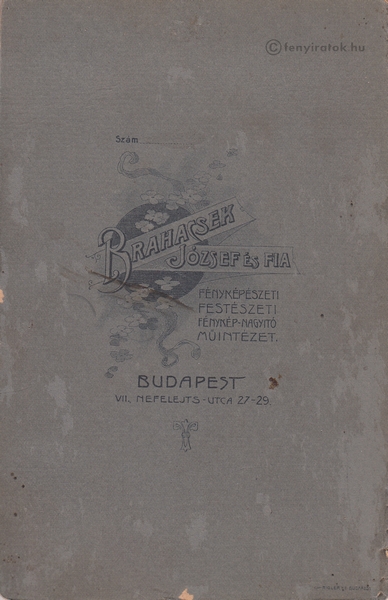 ©fenyiratok.hu
Szám
BRAHACSEK
JÓZSEF ÉS FIA
FÉNYKÉPÉSZETI
FESTÉSZETI
FÉNYKÉP-NAGYITÓ
MŰINTÉZET.
BUDAPEST
VII. NEFELEJTS-UTCA 27-29.